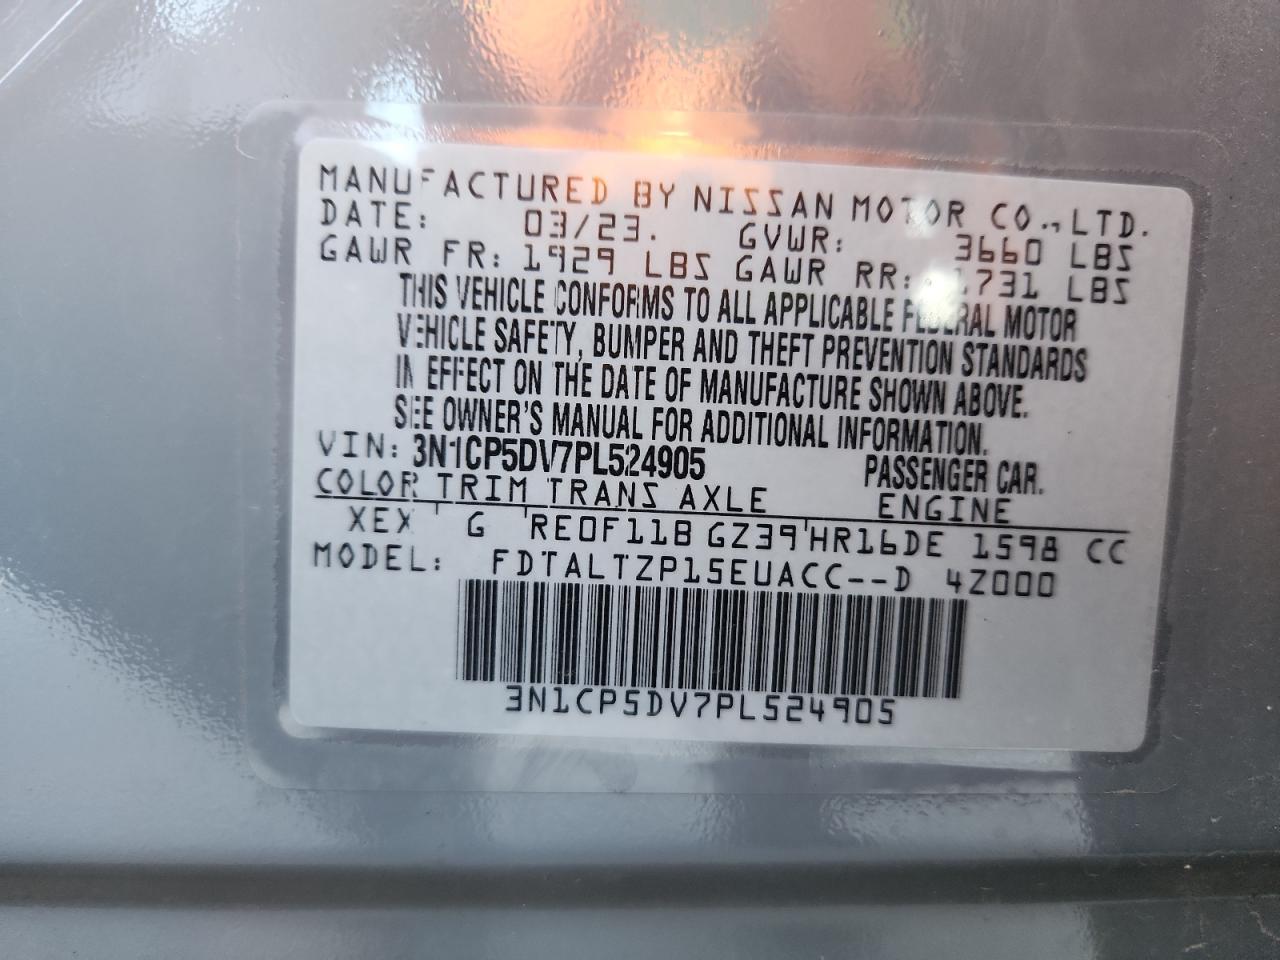 MANUFACTURED BY NISSAN MOTOR CO., LTD.
DATE: 03/23. GVWR: 3660 LBS
GAWR FR: 1929 LBS GAWR RR: 1731 LBS
THIS VEHICLE CONFORMS TO ALL APPLICABLE FEDERAL MOTOR
VEHICLE SAFETY, BUMPER AND THEFT PREVENTION STANDARDS
IN EFFECT ON THE DATE OF MANUFACTURE SHOWN ABOVE.
SEE OWNER'S MANUAL FOR ADDITIONAL INFORMATION.
VIN: 3N1CP5DV7PL524905 PASSENGER CAR.
COLOR TRIM TRANS AXLE ENGINE
XEX G RE0F11B GZ39 HR16DE 1598 CC
MODEL: FDTALTZP15EUACC--D 4Z000
3N1CP5DV7PL524905